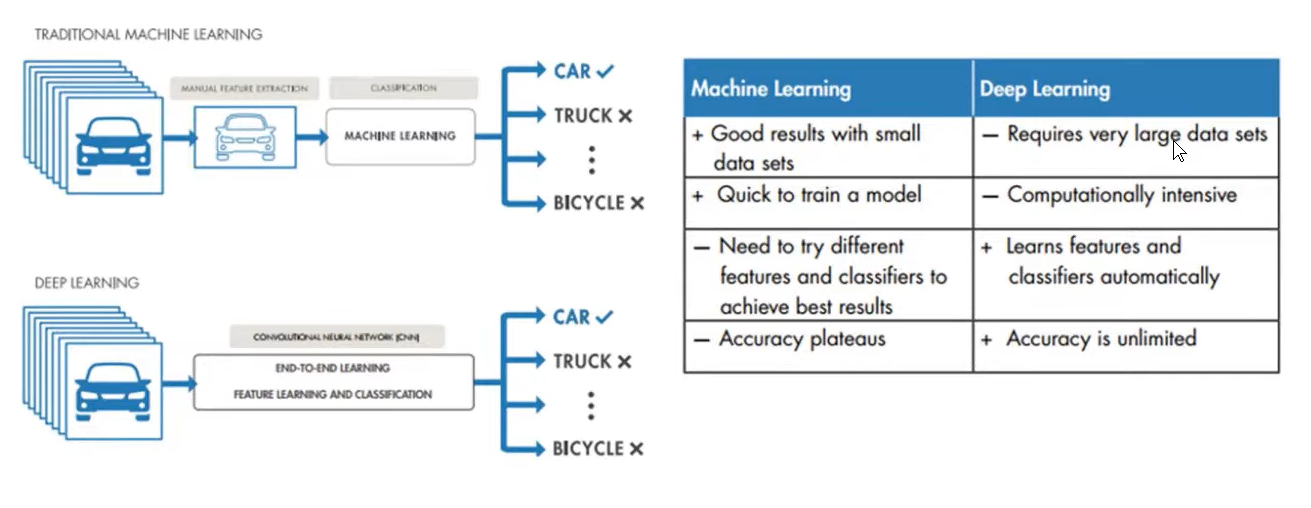 TRADITIONAL MACHINE LEARNING
MANUAL FEATURE EXTRACTION
CLASSIFICATION
MACHINE LEARNING
CAR ✓
TRUCK ✕
⋮
BICYCLE ✕
DEEP LEARNING
CONVOLUTIONAL NEURAL NETWORK (CNN)
END-TO-END LEARNING
FEATURE LEARNING AND CLASSIFICATION
CAR ✓
TRUCK ✕
⋮
BICYCLE ✕
Machine Learning
Deep Learning
+ Good results with small
data sets
— Requires very large data sets
+ Quick to train a model
— Computationally intensive
— Need to try different
features and classifiers to
achieve best results
+ Learns features and
classifiers automatically
— Accuracy plateaus
+ Accuracy is unlimited